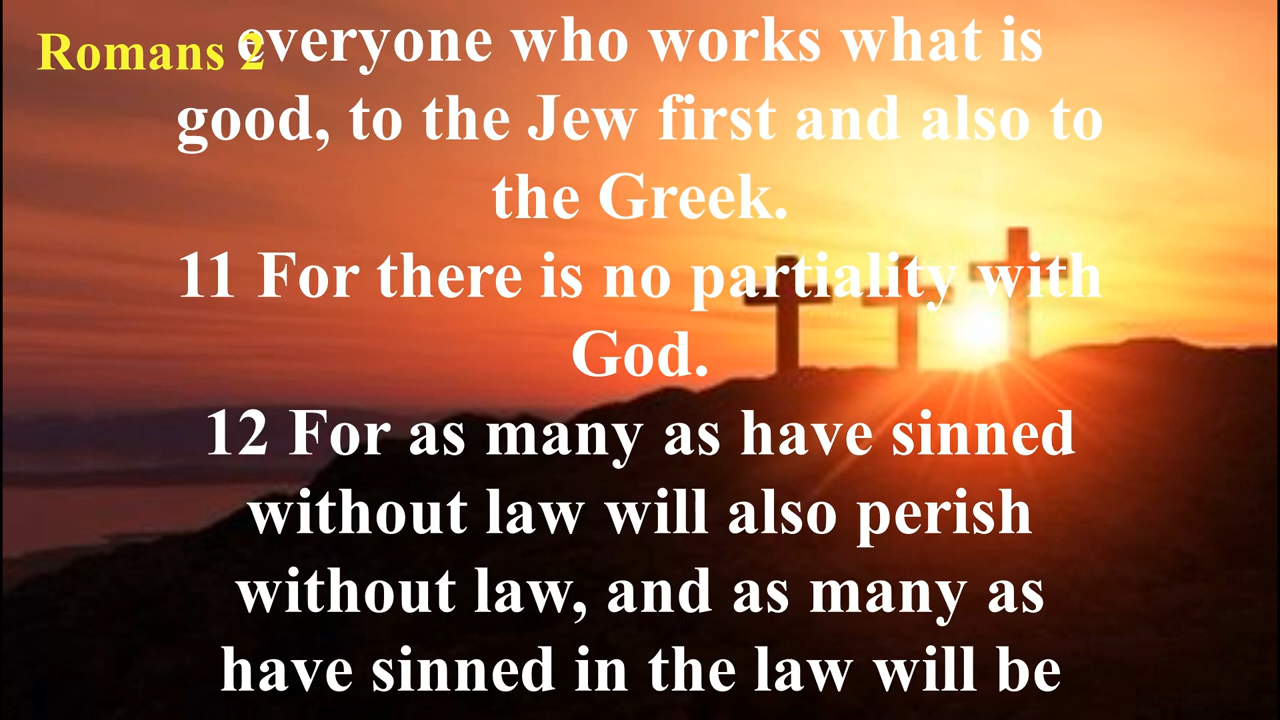 Romans 2
everyone who works what is
good, to the Jew first and also to
the Greek.
11 For there is no partiality with
God.
12 For as many as have sinned
without law will also perish
without law, and as many as
have sinned in the law will be